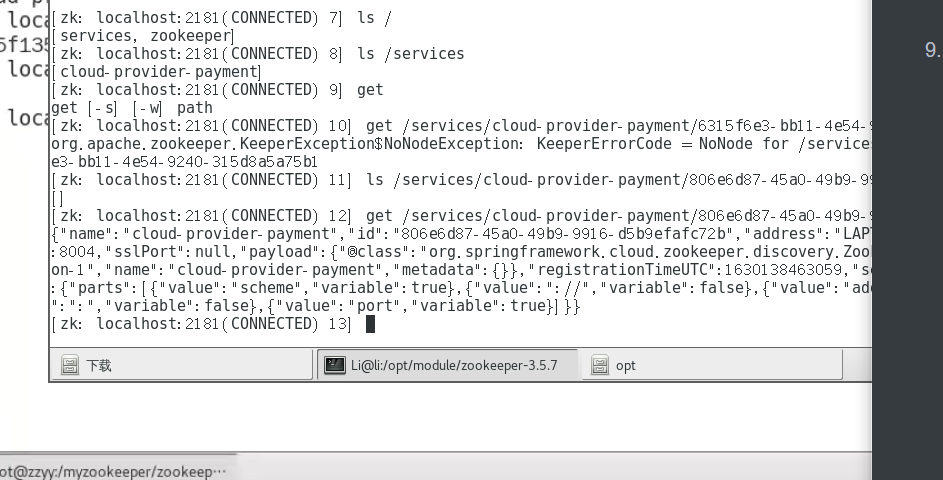 [zk: localhost:2181(CONNECTED) 7] ls /
[services, zookeeper]
loca [zk: localhost:2181(CONNECTED) 8] ls /services
5f135 [cloud-provider-payment]
loca [zk: localhost:2181(CONNECTED) 9] get
get [-s] [-w] path
loca [zk: localhost:2181(CONNECTED) 10] get /services/cloud-provider-payment/6315f6e3-bb11-4e54-9
org.apache.zookeeper.KeeperException$NoNodeException: KeeperErrorCode = NoNode for /services
e3-bb11-4e54-9240-315d8a5a75b1
[zk: localhost:2181(CONNECTED) 11] ls /services/cloud-provider-payment/806e6d87-45a0-49b9-99
[]
[zk: localhost:2181(CONNECTED) 12] get /services/cloud-provider-payment/806e6d87-45a0-49b9-9
{"name":"cloud-provider-payment","id":"806e6d87-45a0-49b9-9916-d5b9efafc72b","address":"LAPT
:8004,"sslPort":null,"payload":{"@class":"org.springframework.cloud.zookeeper.discovery.Zoo
on-1","name":"cloud-provider-payment","metadata":{}},"registrationTimeUTC":1630138463059,"se
:{"parts":[{"value":"scheme","variable":true},{"value":"://","variable":false},{"value":"add
":":","variable":false},{"value":"port","variable":true}]}}
[zk: localhost:2181(CONNECTED) 13]
下载
Li@li:/opt/module/zookeeper-3.5.7
opt
ot@zzyy:/myzookeeper/zookeep···
9.